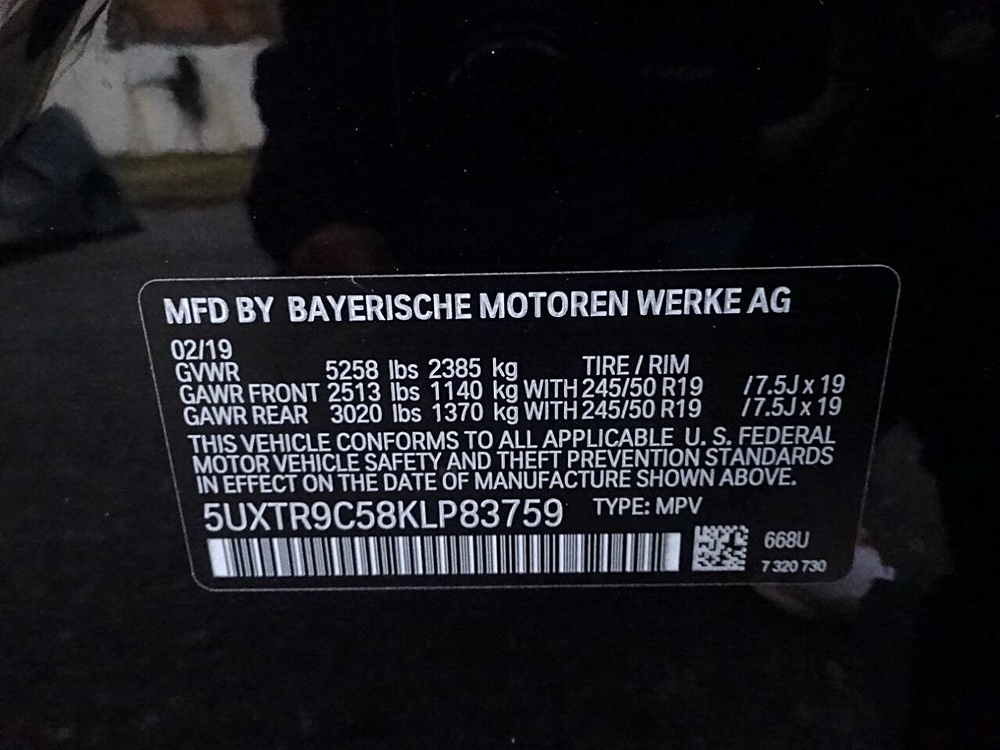 MFD BY BAYERISCHE MOTOREN WERKE AG
02/19
GVWR 5258 lbs 2385 kg TIRE / RIM
GAWR FRONT 2513 lbs 1140 kg WITH 245/50 R19 /7.5J x 19
GAWR REAR 3020 lbs 1370 kg WITH 245/50 R19 /7.5J x 19
THIS VEHICLE CONFORMS TO ALL APPLICABLE U. S. FEDERAL
MOTOR VEHICLE SAFETY AND THEFT PREVENTION STANDARDS
IN EFFECT ON THE DATE OF MANUFACTURE SHOWN ABOVE.
5UXTR9C58KLP83759 TYPE: MPV
668U
7 320 730